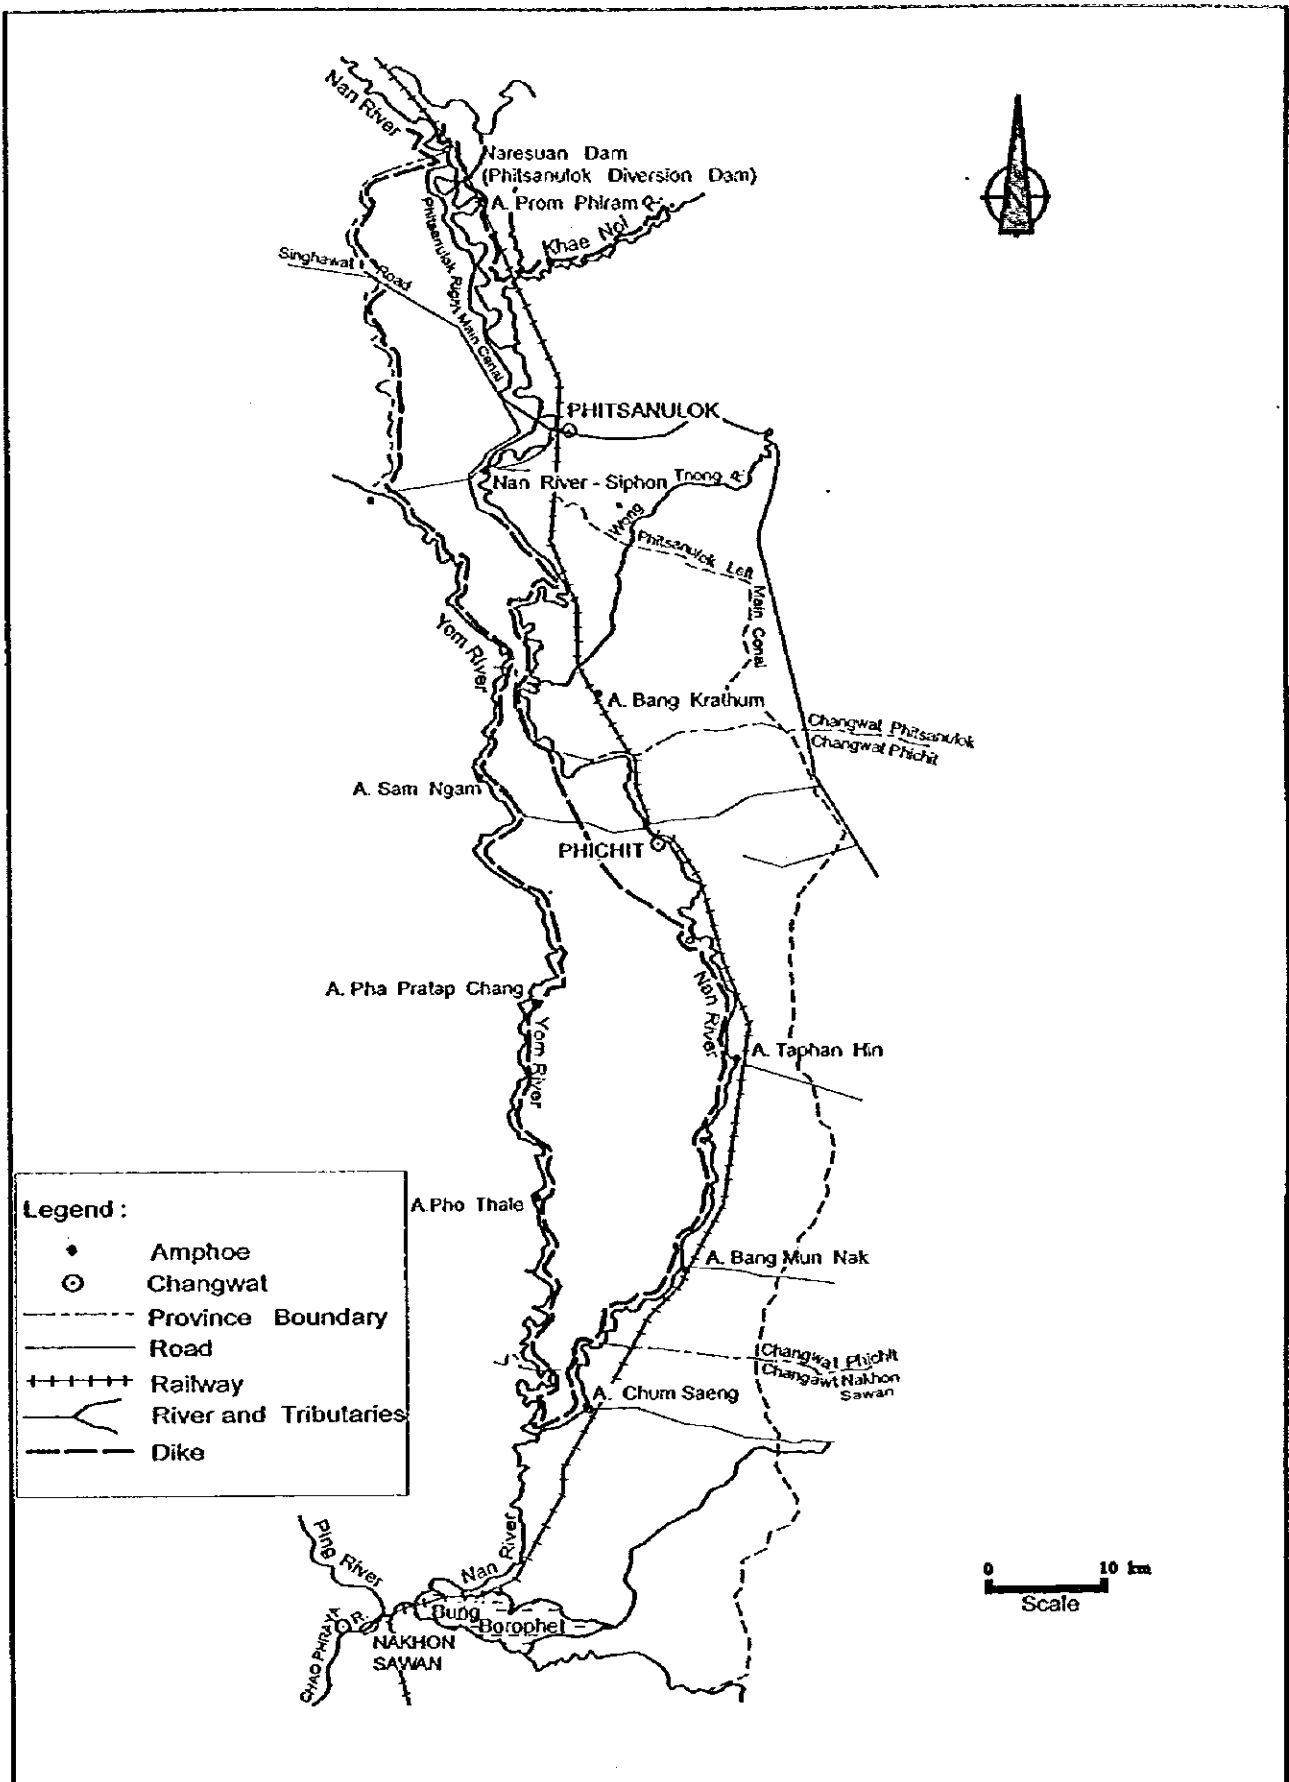 Nan River
Naresuan Dam
(Phitsanulok Diversion Dam)
A. Prom Phiram
Khae Noi R.
Phitsanulok Right Main Canal
Singhawat Road
PHITSANULOK
Nan River - Siphon
Wang Thong R.
Phitsanulok Left Main Canal
Yom River
A. Bang Krathum
Changwat Phitsanulok
Changwat Phichit
A. Sam Ngam
PHICHIT
A. Pha Pratap Chang
Nan River
Yom River
A. Taphan Hin
A.Pho Thale
A. Bang Mun Nak
Changwat Phichit
Changawt Nakhon
Sawan
A. Chum Saeng
Legend :
Amphoe
Changwat
Province Boundary
Road
Railway
River and Tributaries
Dike
Ping River
Nan River
Bung
Borophet
CHAO PHRAYA R.
NAKHON
SAWAN
0 10 km
Scale